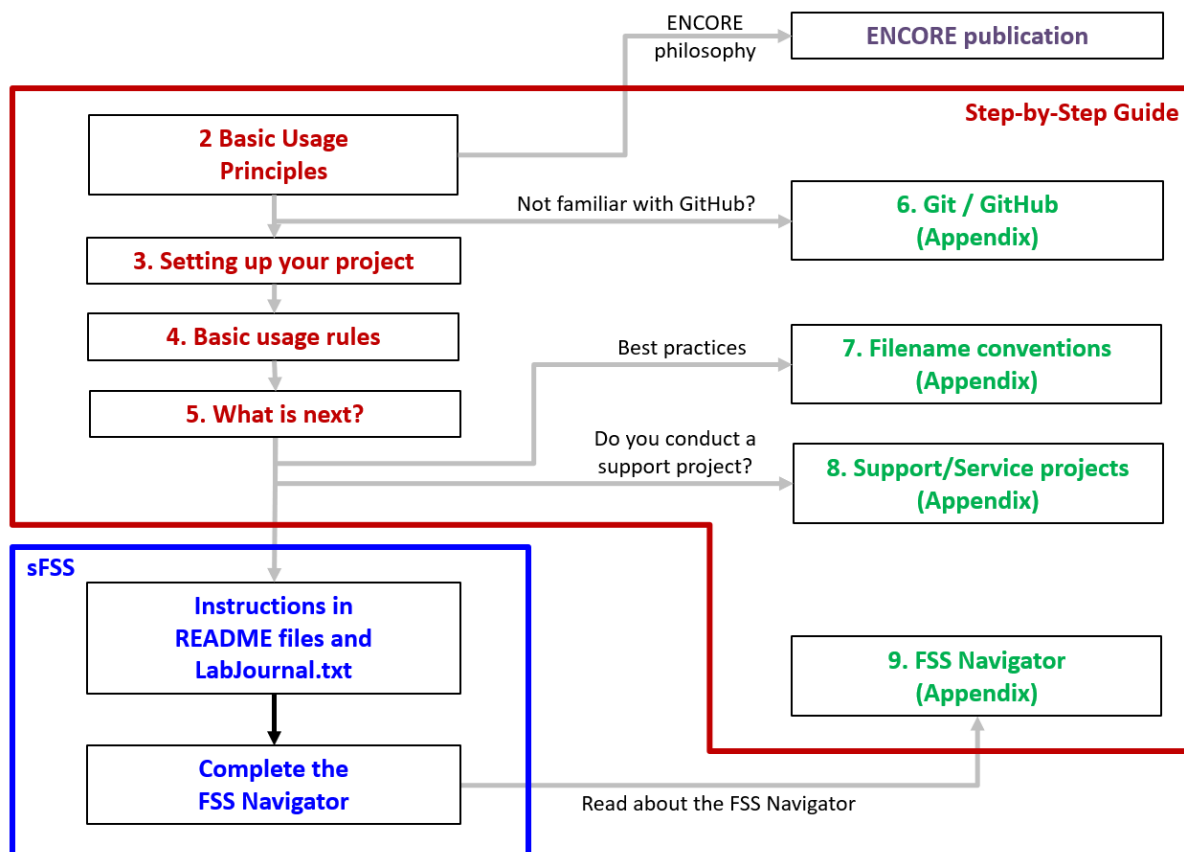 ENCORE
philosophy
ENCORE publication
Step-by-Step Guide
2 Basic Usage
Principles
Not familiar with GitHub?
6. Git / GitHub
(Appendix)
3. Setting up your project
4. Basic usage rules
Best practices
7. Filename conventions
(Appendix)
5. What is next?
Do you conduct a
support project?
8. Support/Service projects
(Appendix)
sFSS
Instructions in
README files and
LabJournal.txt
9. FSS Navigator
(Appendix)
Complete the
FSS Navigator
Read about the FSS Navigator